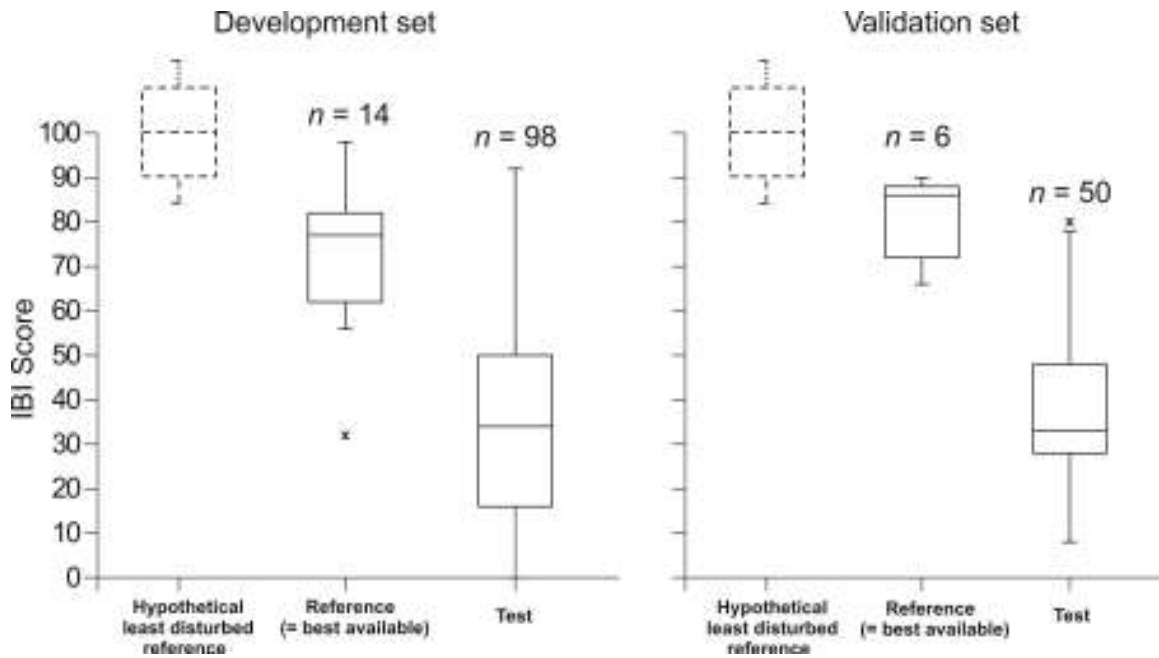 Development set
Validation set
n = 14
n = 98
n = 6
n = 50
IBI Score
100
90
80
70
60
50
40
30
20
10
0
Hypothetical
least disturbed
reference
Reference
(= best available)
Test
Hypothetical
least disturbed
reference
Reference
(= best available)
Test